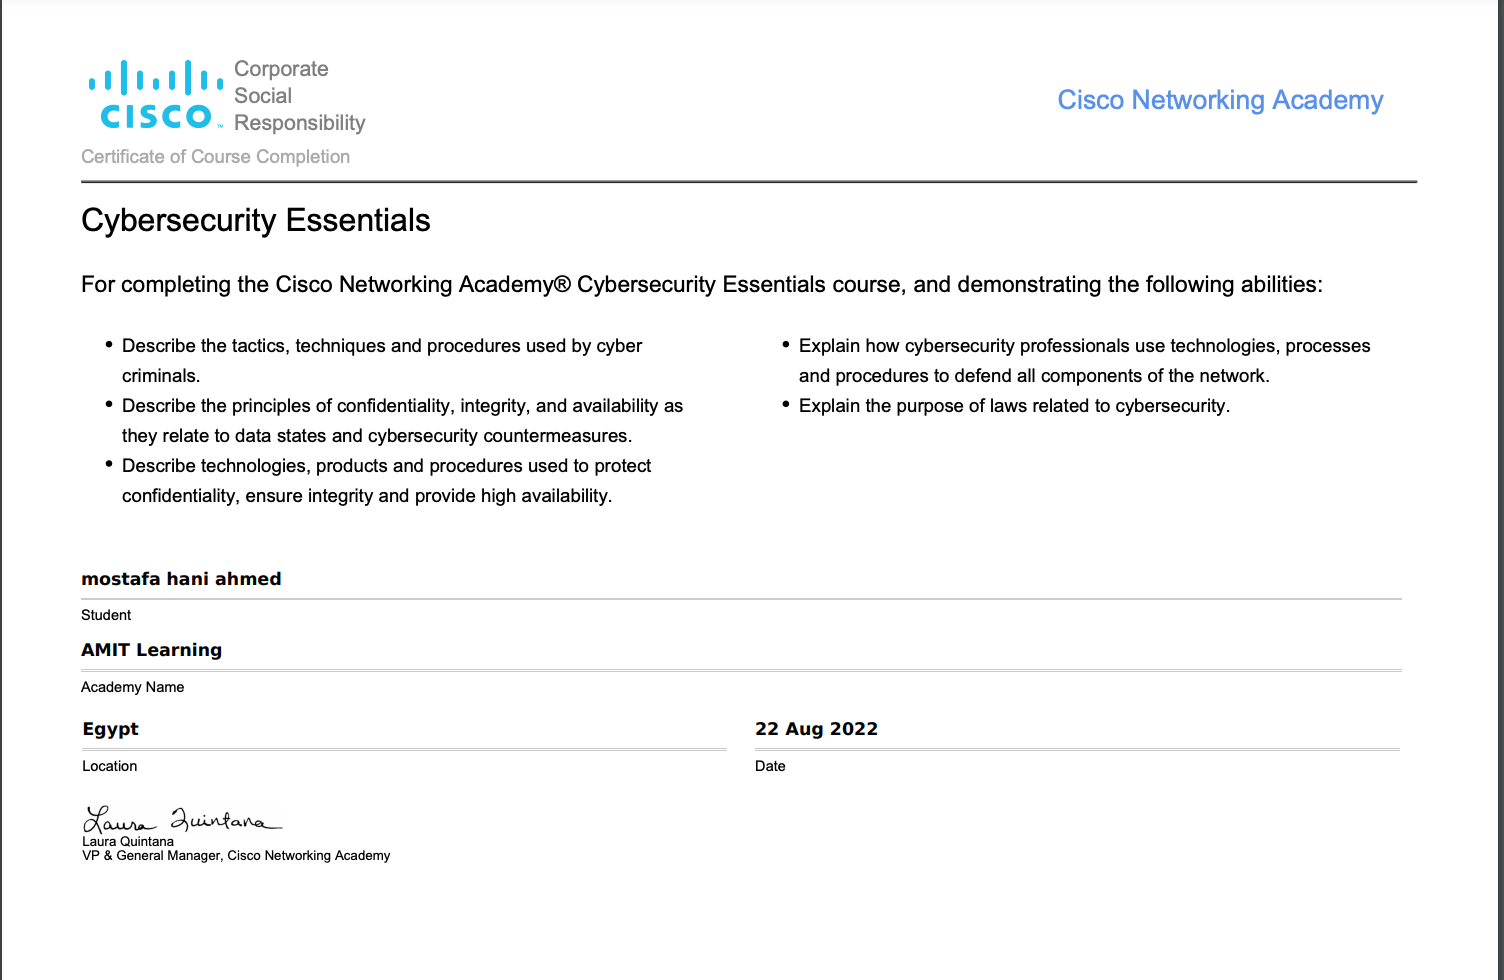 CISCO™
Corporate
Social
Responsibility
Cisco Networking Academy
Certificate of Course Completion
Cybersecurity Essentials
For completing the Cisco Networking Academy® Cybersecurity Essentials course, and demonstrating the following abilities:
• Describe the tactics, techniques and procedures used by cyber
criminals.
• Describe the principles of confidentiality, integrity, and availability as
they relate to data states and cybersecurity countermeasures.
• Describe technologies, products and procedures used to protect
confidentiality, ensure integrity and provide high availability.
• Explain how cybersecurity professionals use technologies, processes
and procedures to defend all components of the network.
• Explain the purpose of laws related to cybersecurity.
mostafa hani ahmed
Student
AMIT Learning
Academy Name
Egypt
Location
22 Aug 2022
Date
Laura Quintana
Laura Quintana
VP & General Manager, Cisco Networking Academy